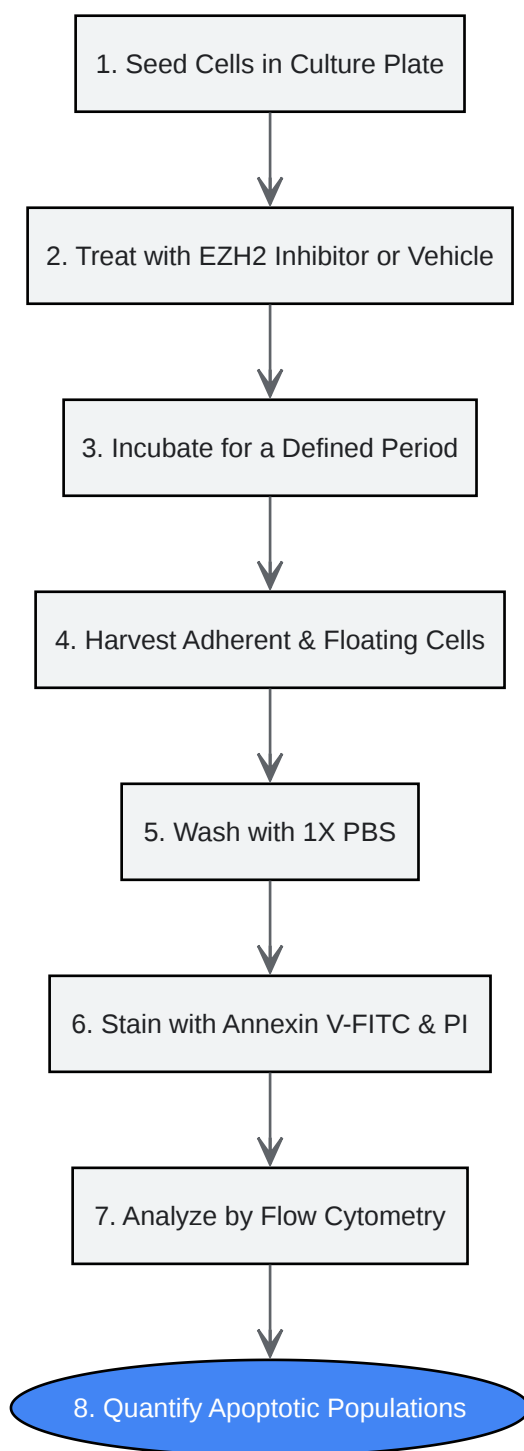 1. Seed Cells in Culture Plate
2. Treat with EZH2 Inhibitor or Vehicle
3. Incubate for a Defined Period
4. Harvest Adherent & Floating Cells
5. Wash with 1X PBS
6. Stain with Annexin V-FITC & PI
7. Analyze by Flow Cytometry
8. Quantify Apoptotic Populations